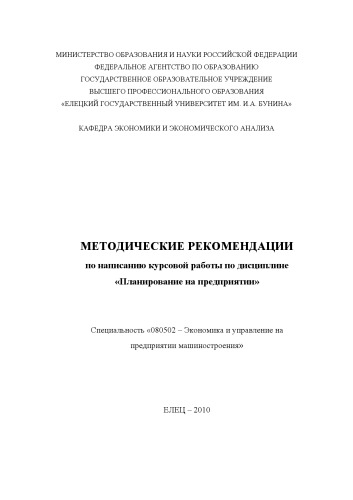 МИНИСТЕРСТВО ОБРАЗОВАНИЯ И НАУКИ РОССИЙСКОЙ ФЕДЕРАЦИИ
ФЕДЕРАЛЬНОЕ АГЕНТСТВО ПО ОБРАЗОВАНИЮ
ГОСУДАРСТВЕННОЕ ОБРАЗОВАТЕЛЬНОЕ УЧРЕЖДЕНИЕ
ВЫСШЕГО ПРОФЕССИОНАЛЬНОГО ОБРАЗОВАНИЯ
«ЕЛЕЦКИЙ ГОСУДАРСТВЕННЫЙ УНИВЕРСИТЕТ ИМ. И.А. БУНИНА»
КАФЕДРА ЭКОНОМИКИ И ЭКОНОМИЧЕСКОГО АНАЛИЗА
МЕТОДИЧЕСКИЕ РЕКОМЕНДАЦИИ
по написанию курсовой работы по дисциплине
«Планирование на предприятии»
Специальность «080502 – Экономика и управление на
предприятии машиностроения»
ЕЛЕЦ – 2010